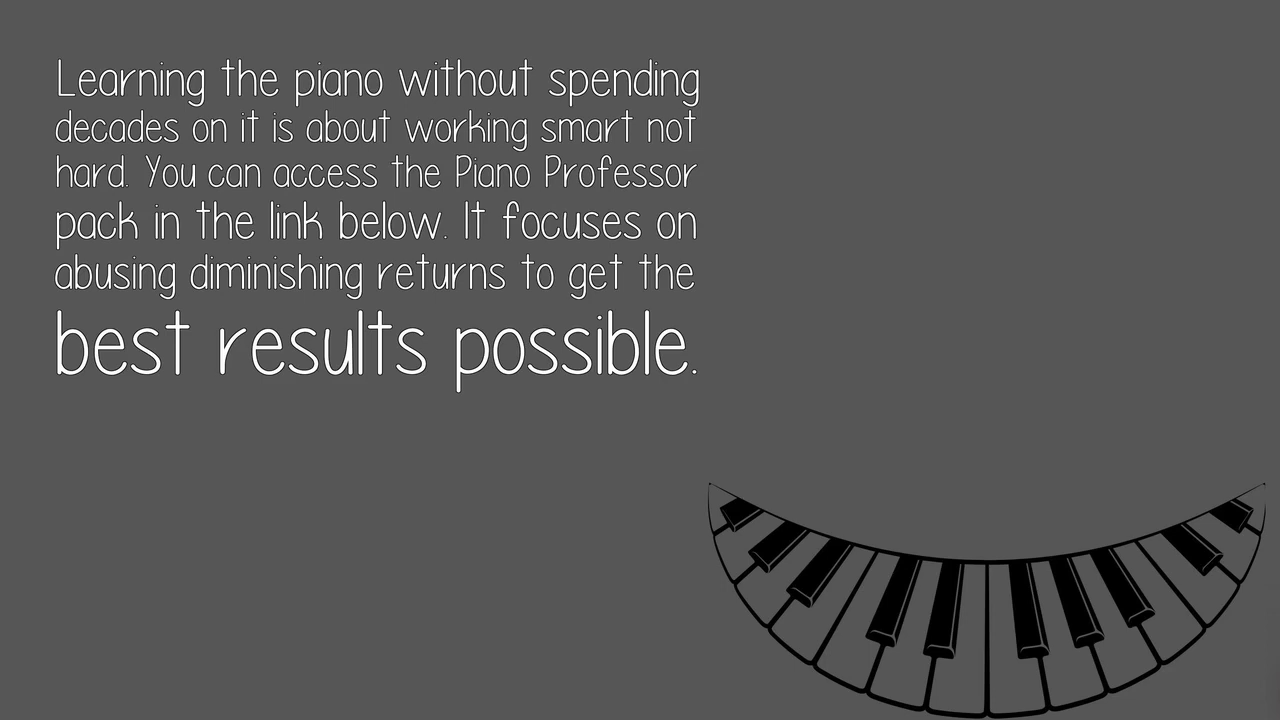 Learning the piano without spending
decades on it is about working smart not
hard. You can access the Piano Professor
pack in the link below. It focuses on
abusing diminishing returns to get the
best results possible.